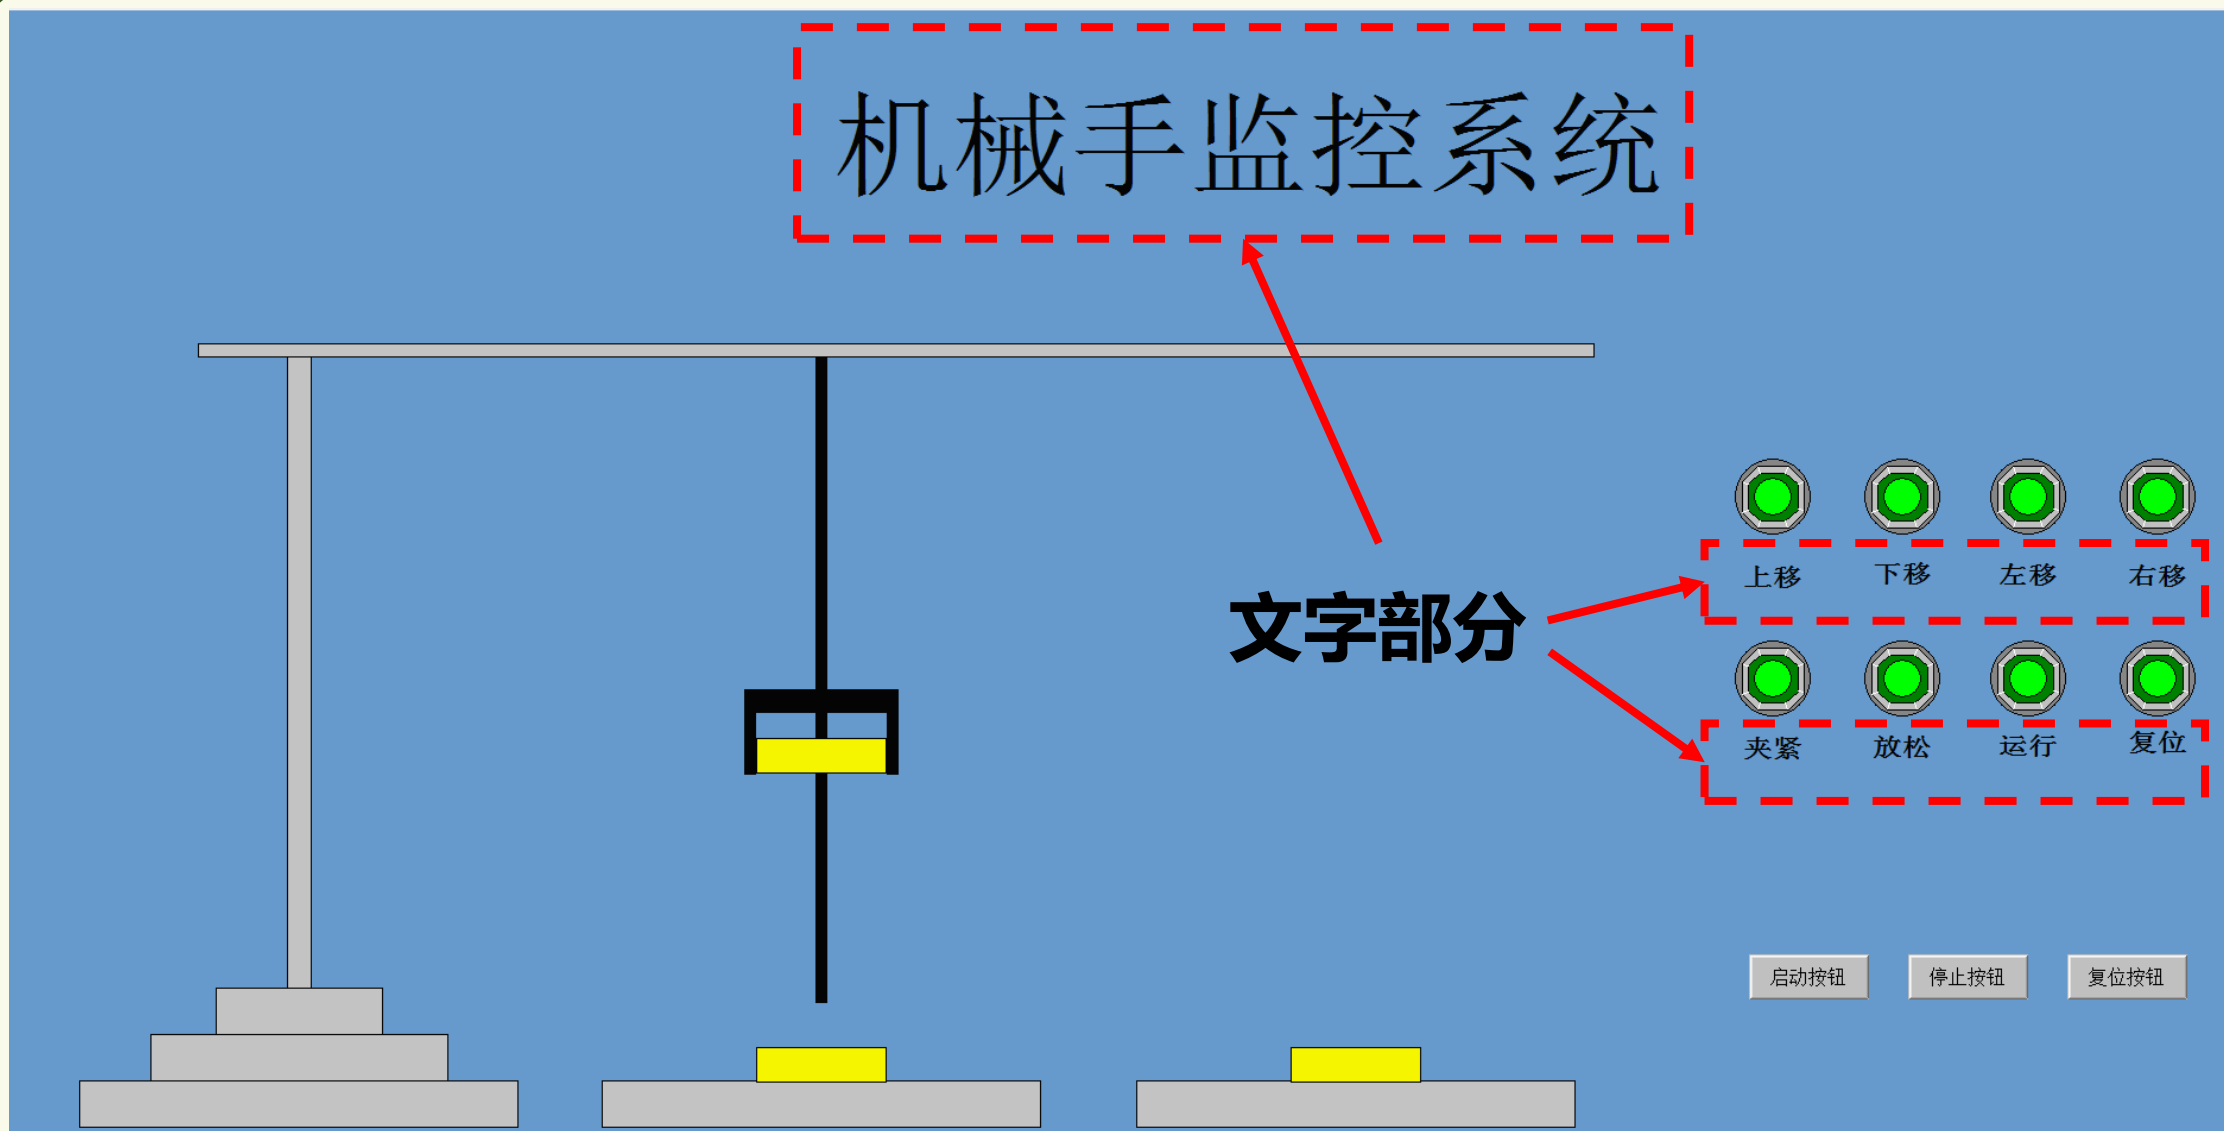 机械手监控系统
文字部分
上移 下移 左移 右移
夹紧 放松 运行 复位
启动按钮 停止按钮 复位按钮